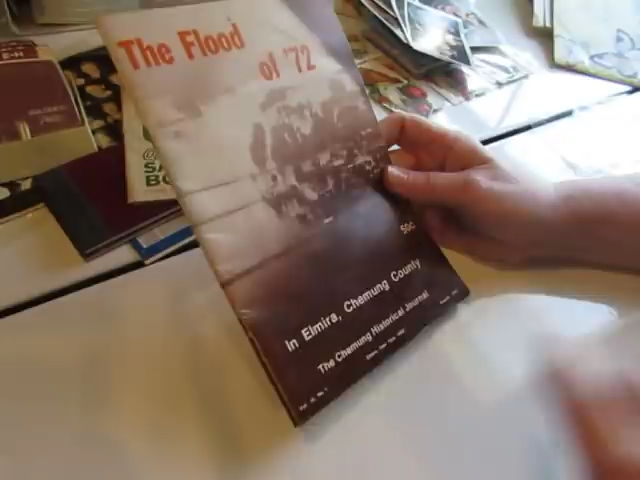 The Flood
of '72
50¢
In Elmira, Chemung County
The Chemung Historical Journal
E-H